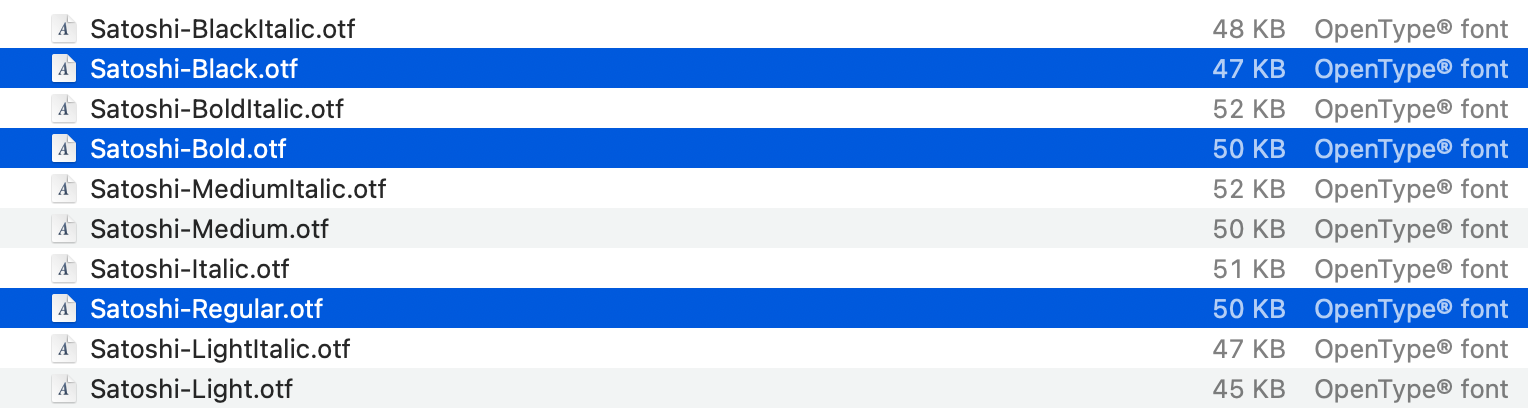 Satoshi-BlackItalic.otf 48 KB OpenType® font
Satoshi-Black.otf 47 KB OpenType® font
Satoshi-BoldItalic.otf 52 KB OpenType® font
Satoshi-Bold.otf 50 KB OpenType® font
Satoshi-MediumItalic.otf 52 KB OpenType® font
Satoshi-Medium.otf 50 KB OpenType® font
Satoshi-Italic.otf 51 KB OpenType® font
Satoshi-Regular.otf 50 KB OpenType® font
Satoshi-LightItalic.otf 47 KB OpenType® font
Satoshi-Light.otf 45 KB OpenType® font